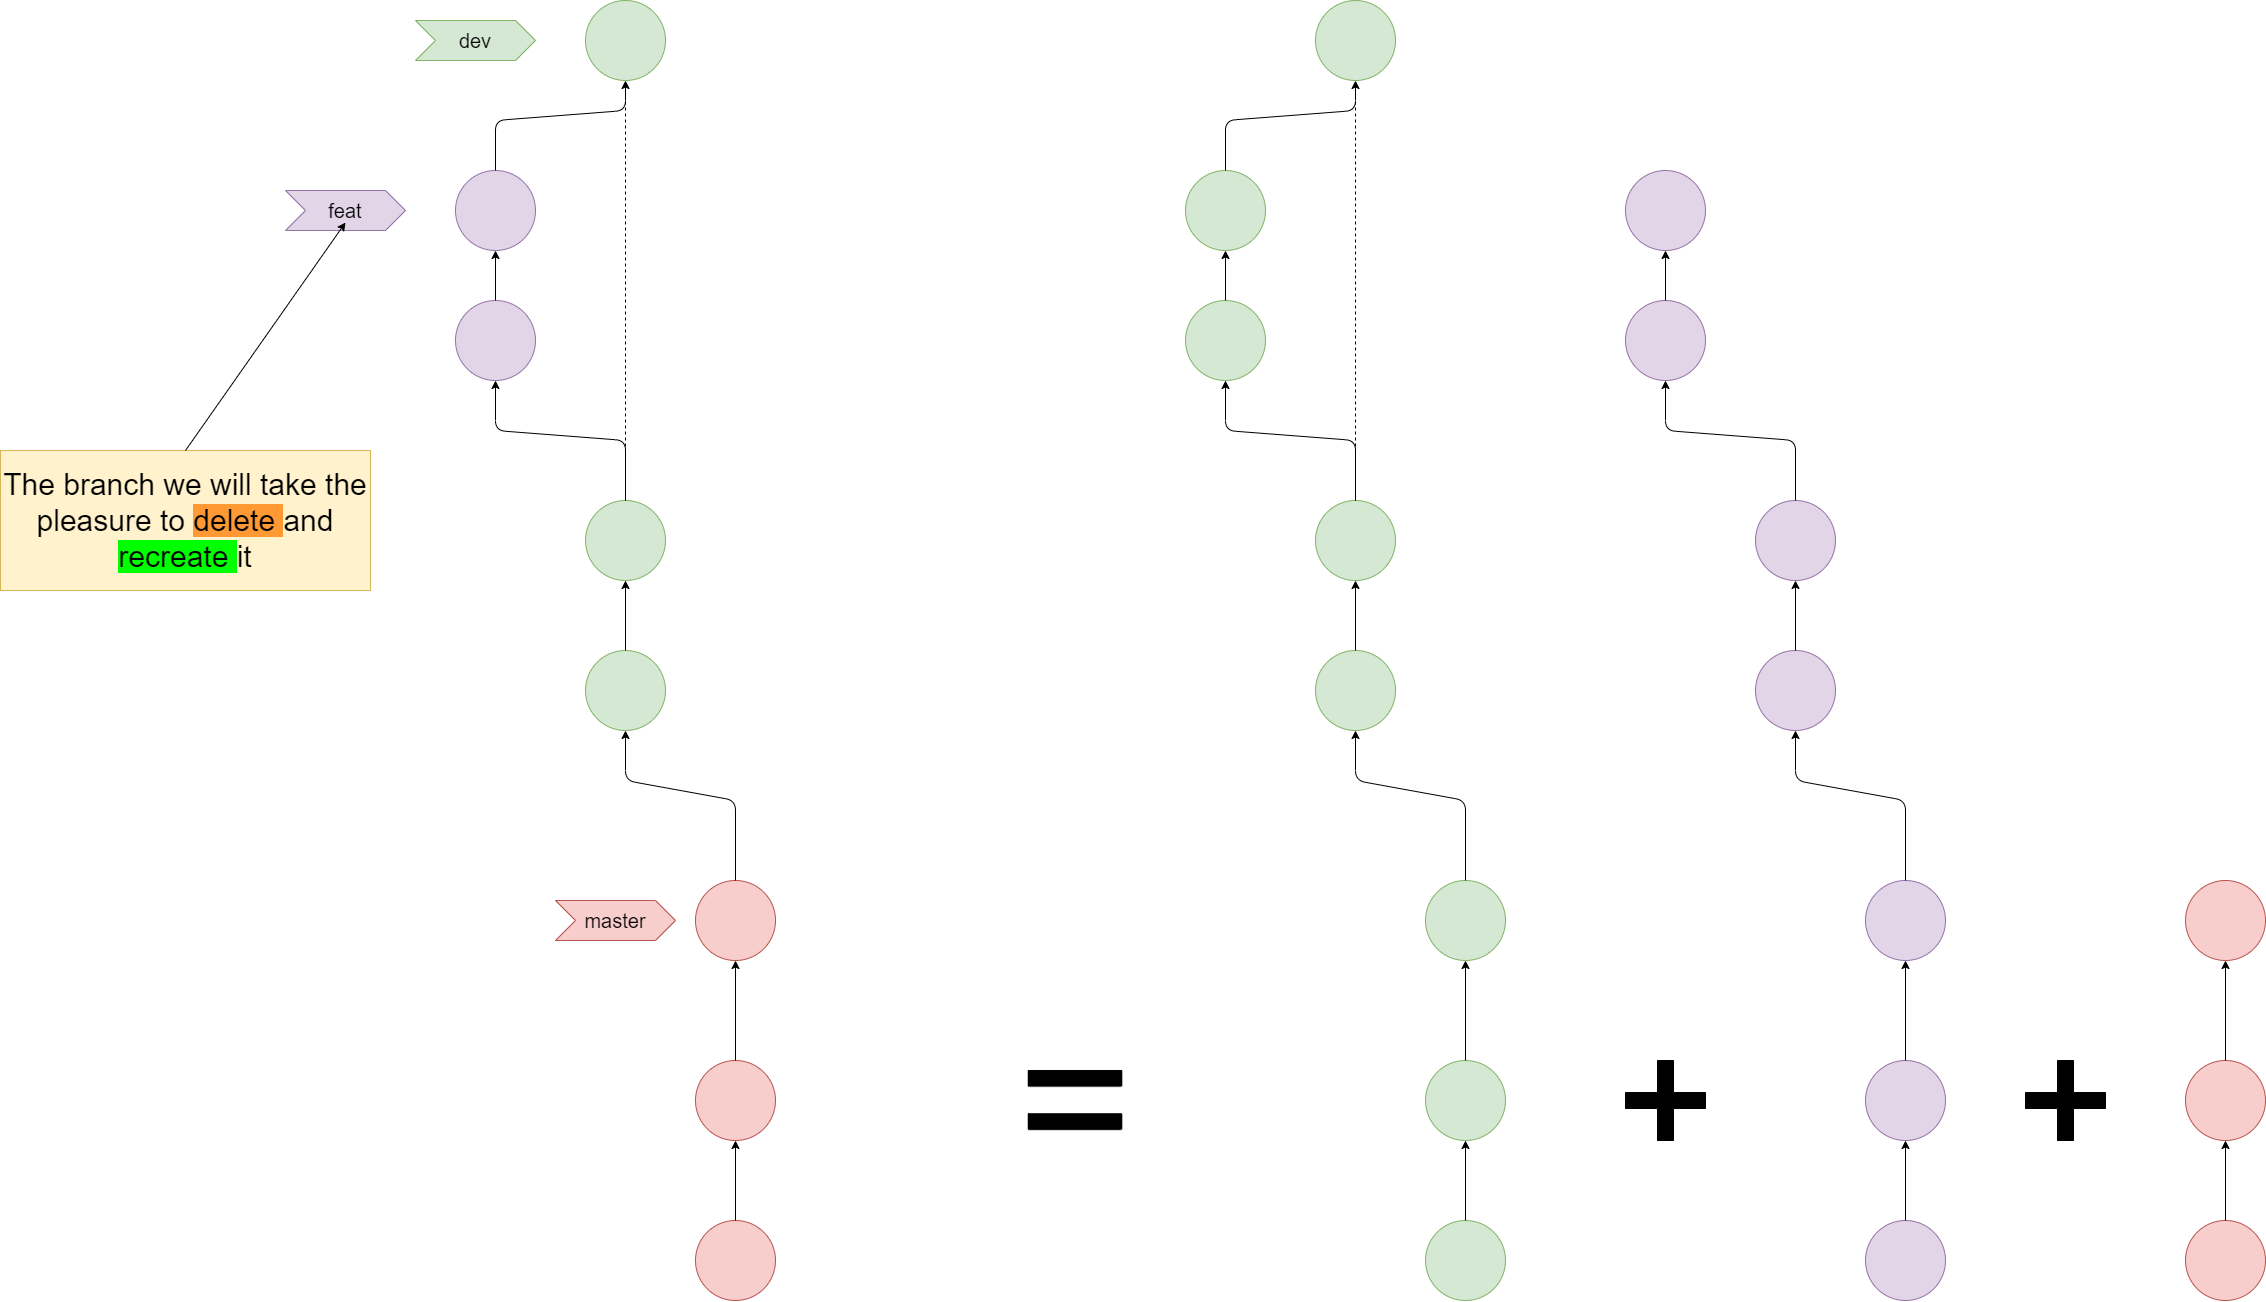 dev
feat
The branch we will take the
pleasure to delete and
recreate it
master